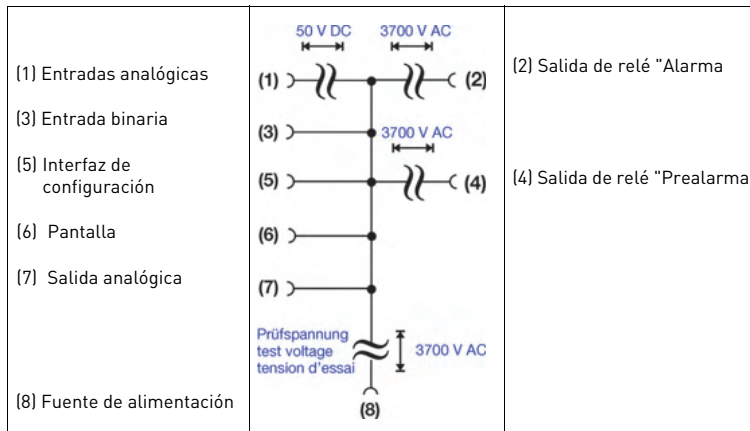 (1) Entradas analógicas
(3) Entrada binaria
(5) Interfaz de
configuración
(6) Pantalla
(7) Salida analógica
(8) Fuente de alimentación
50 V DC
3700 V AC
(1)
(2)
(3)
3700 V AC
(5)
(4)
(6)
(7)
Prüfspannung
test voltage
tension d'essai
3700 V AC
(8)
(2) Salida de relé "Alarma
(4) Salida de relé "Prealarma